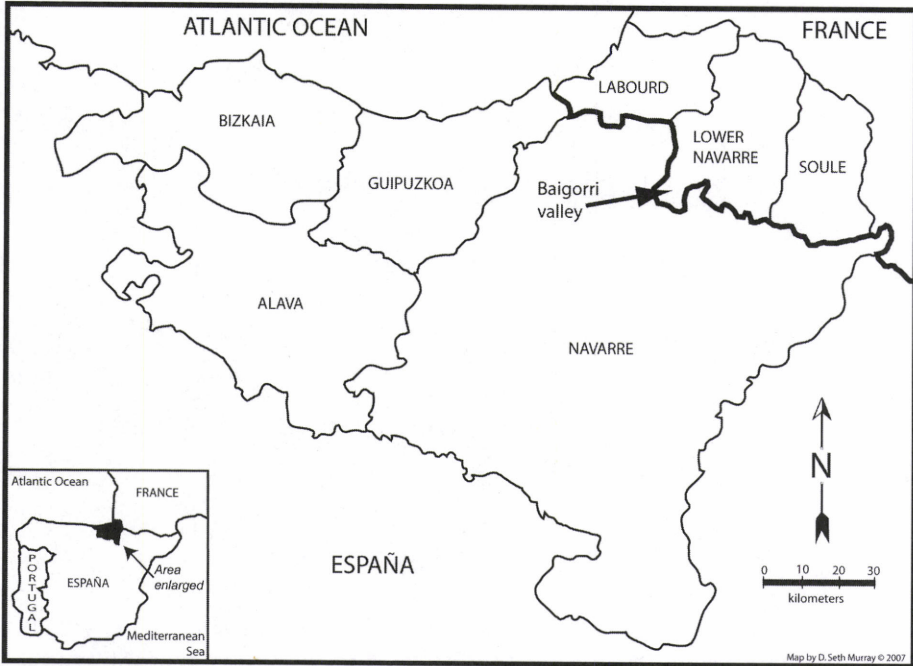 ATLANTIC OCEAN
FRANCE
LABOURD
BIZKAIA
LOWER
NAVARRE
SOULE
GUIPUZKOA
Baigorri
valley
ALAVA
NAVARRE
N
ESPAÑA
0 10 20 30
kilometers
Atlantic Ocean
FRANCE
PORTUGAL
ESPAÑA
Area
enlarged
Mediterranean
Sea
Map by D. Seth Murray © 2007